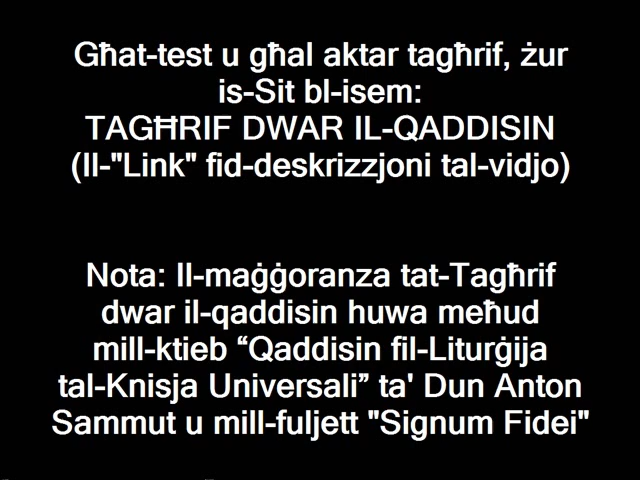 Għat-test u għal aktar tagħrif, żur
is-Sit bl-isem:
TAGĦRIF DWAR IL-QADDISIN
(Il-"Link" fid-deskrizzjoni tal-vidjo)
Nota: Il-maġġoranza tat-Tagħrif
dwar il-qaddisin huwa meħud
mill-ktieb “Qaddisin fil-Liturġija
tal-Knisja Universali” ta' Dun Anton
Sammut u mill-fuljett "Signum Fidei"